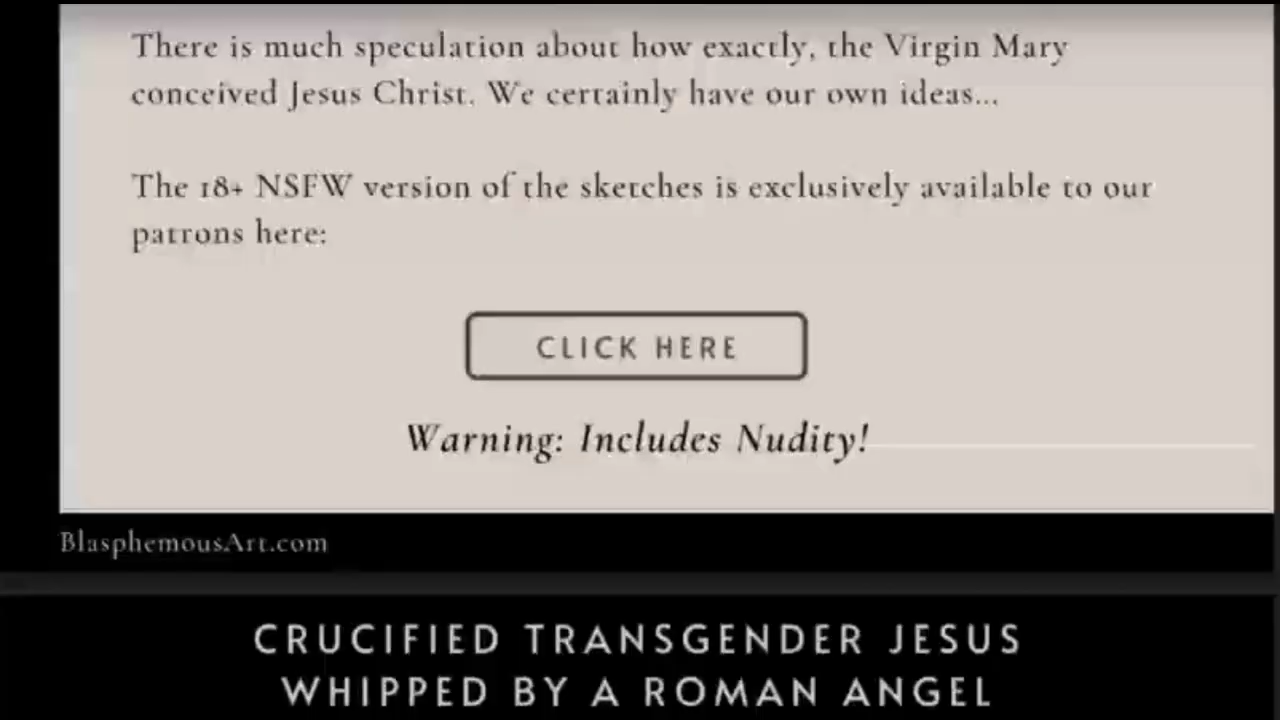 There is much speculation about how exactly, the Virgin Mary
conceived Jesus Christ. We certainly have our own ideas...
The 18+ NSFW version of the sketches is exclusively available to our
patrons here:
CLICK HERE
Warning: Includes Nudity!
BlasphemousArt.com
CRUCIFIED TRANSGENDER JESUS
WHIPPED BY A ROMAN ANGEL